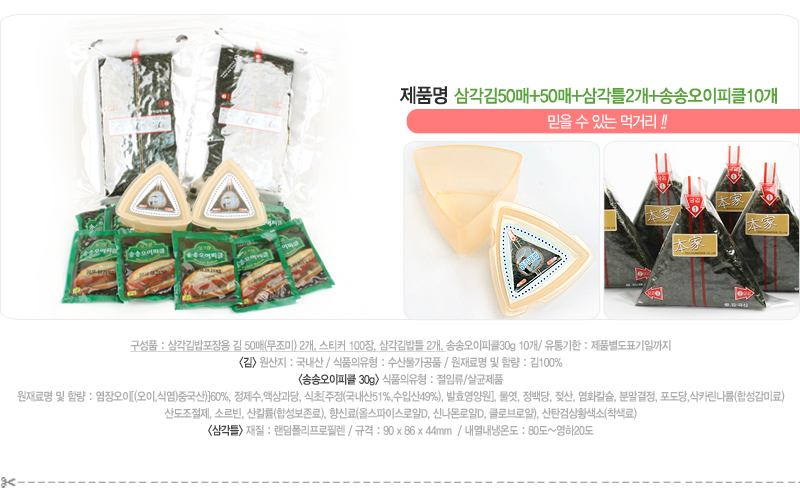 제품명 삼각김50매+50매+삼각틀2개+송송오이피클10개
믿을 수 있는 먹거리 !!
송송오이피클
本家
本家
本家
구성품 : 삼각김밥포장용 김 50매(무조미) 2개, 스티커 100장, 삼각김밥틀 2개, 송송오이피클30g 10개/ 유통기한 : 제품별도표기일까지
<김> 원산지 : 국내산 / 식품의유형 : 수산물가공품 / 원재료명 및 함량 : 김100%
<송송오이피클 30g> 식품의유형 : 절임류/살균제품
원재료명 및 함량 : 염장오이[(오이,식염)중국산)]60%, 정제수,액상과당, 식초[주정(국내산51%,수입산49%), 발효영양원], 물엿, 정백당, 젖산, 염화칼슘, 분말결정, 포도당,삭카린나륨(합성감미료)
산도조절제, 소르빈, 산칼륨(합성보존료), 향신료(올스파이스로일D, 신나몬로일D, 클로브로일), 산탄검상황색소(착색료)
<삼각틀> 재질 : 랜덤폴리프로필렌 / 규격 : 90 x 86 x 44mm / 내열내냉온도 : 80도~영하20도